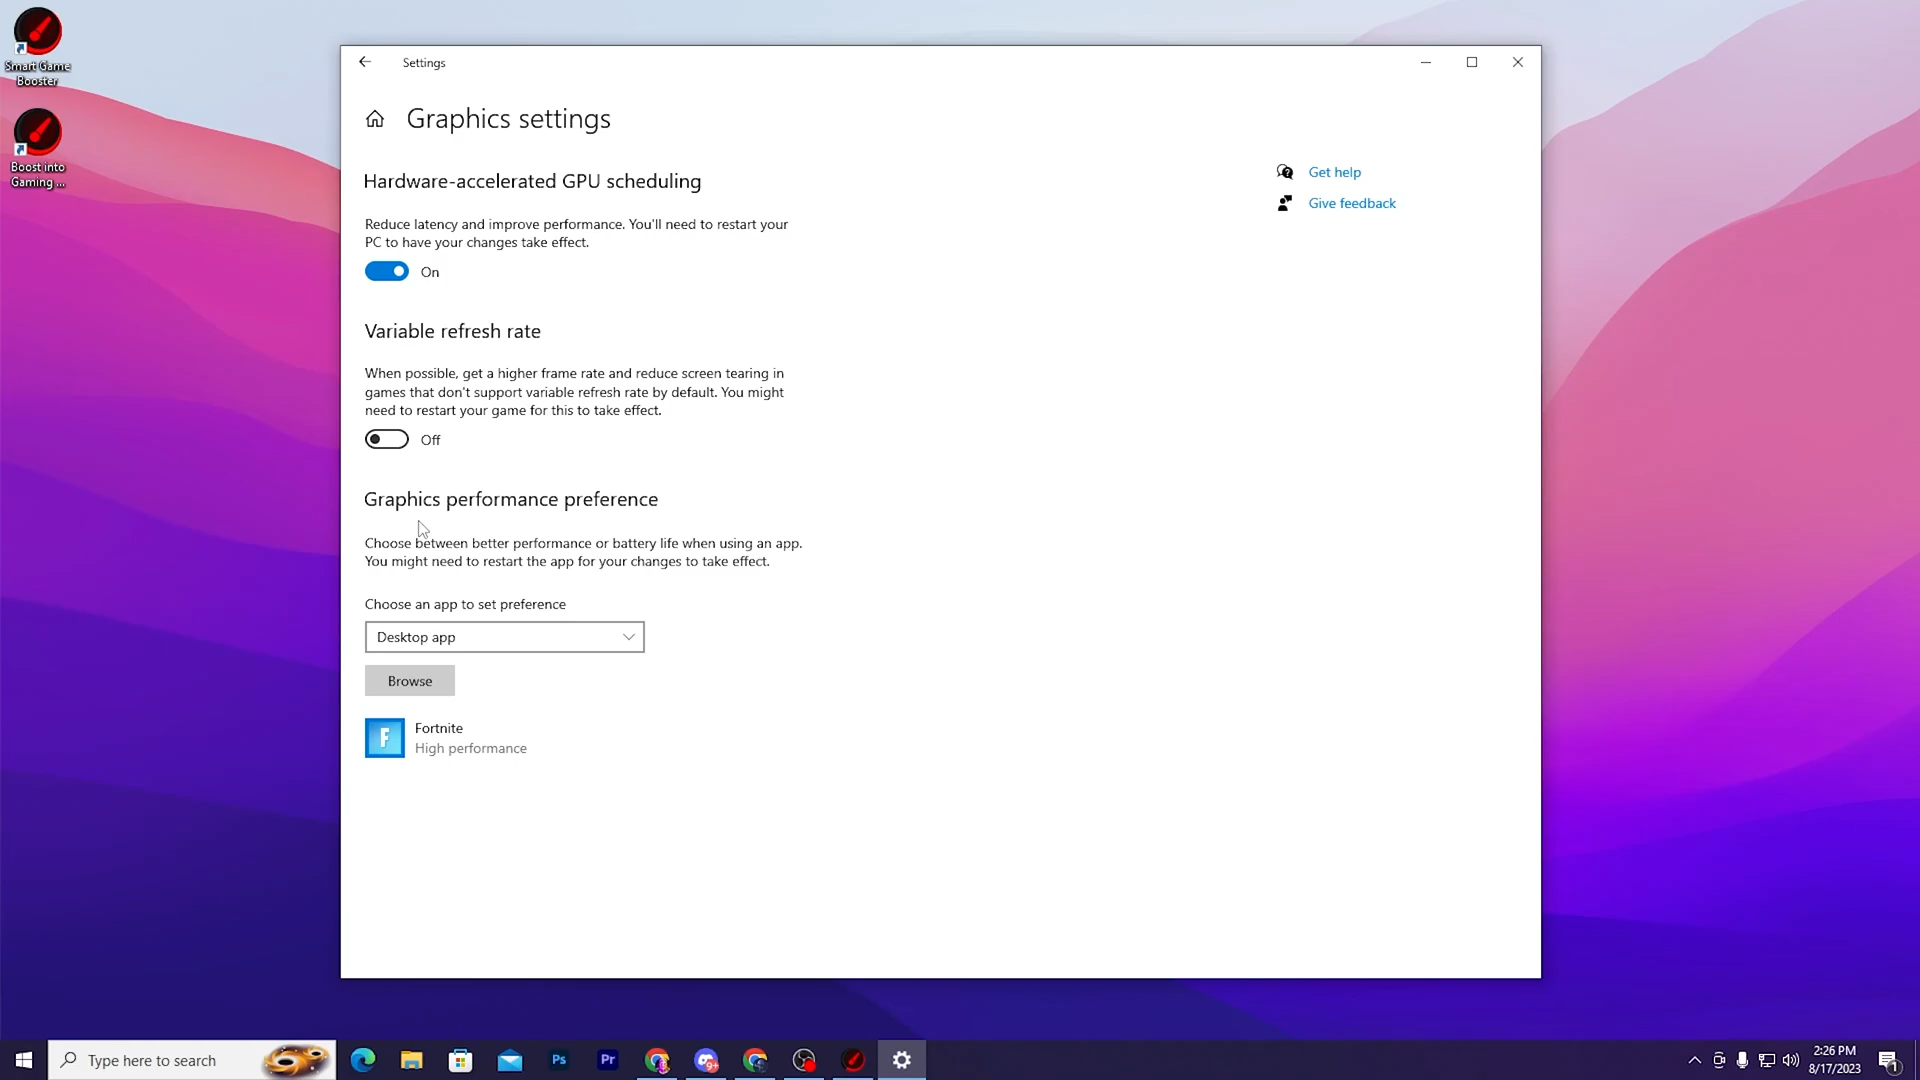 Smart Game
Booster
Boost into
Gaming ...
Settings
Graphics settings
Hardware-accelerated GPU scheduling
Reduce latency and improve performance. You'll need to restart your
PC to have your changes take effect.
On
Variable refresh rate
When possible, get a higher frame rate and reduce screen tearing in
games that don't support variable refresh rate by default. You might
need to restart your game for this to take effect.
Off
Graphics performance preference
Choose between better performance or battery life when using an app.
You might need to restart the app for your changes to take effect.
Choose an app to set preference
Desktop app
Browse
F
Fortnite
High performance
Get help
Give feedback
Type here to search
Ps
Pr
9+
2:26 PM
8/17/2023
1